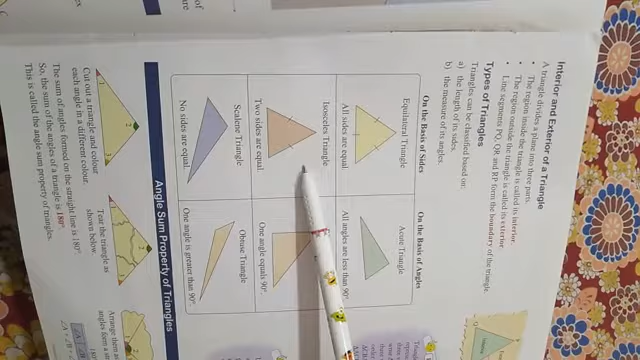 Interior and Exterior of a Triangle
A triangle divides a plane into three parts.
• The region inside the triangle is called its interior.
• The region outside the triangle is called its exterior.
• Line segments PQ, QR and RP form the boundary of the triangle.
Types of Triangles
Triangles can be classified based on:
a) the length of its sides.
b) the measure of its angles.
On the Basis of Sides
On the Basis of Angles
Equilateral Triangle
All sides are equal
Acute Triangle
All angles are less than 90°.
Isosceles Triangle
Two sides are equal
One angle equals 90°.
Scalene Triangle
No sides are equal.
Obtuse Triangle
One angle is greater than 90°.
Angle Sum Property of Triangles
Cut out a triangle and colour
each angle in a different colour.
Tear the triangle as
shown below.
Arrange them
The sum of angles formed on the straight line is 180°.
So, the sum of the angles of a triangle is 180°.
This is called the angle sum property of triangles.